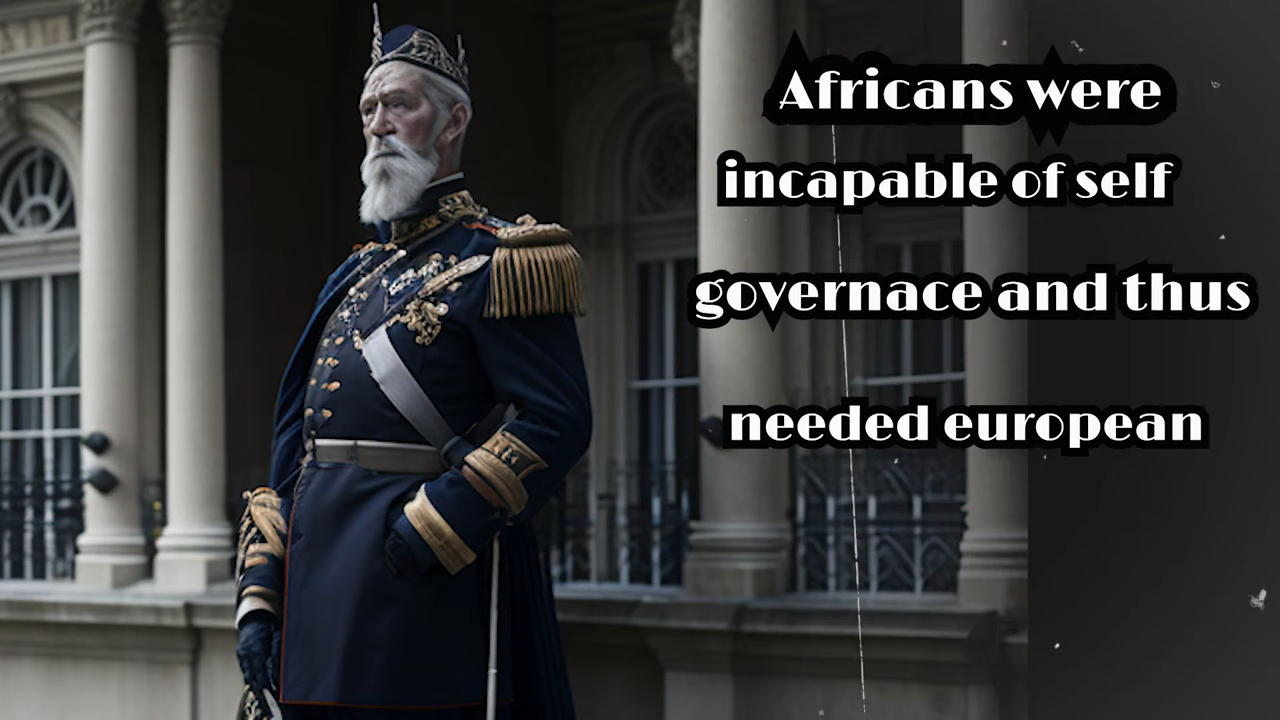 Africans were
incapable of self
governace and thus
needed european